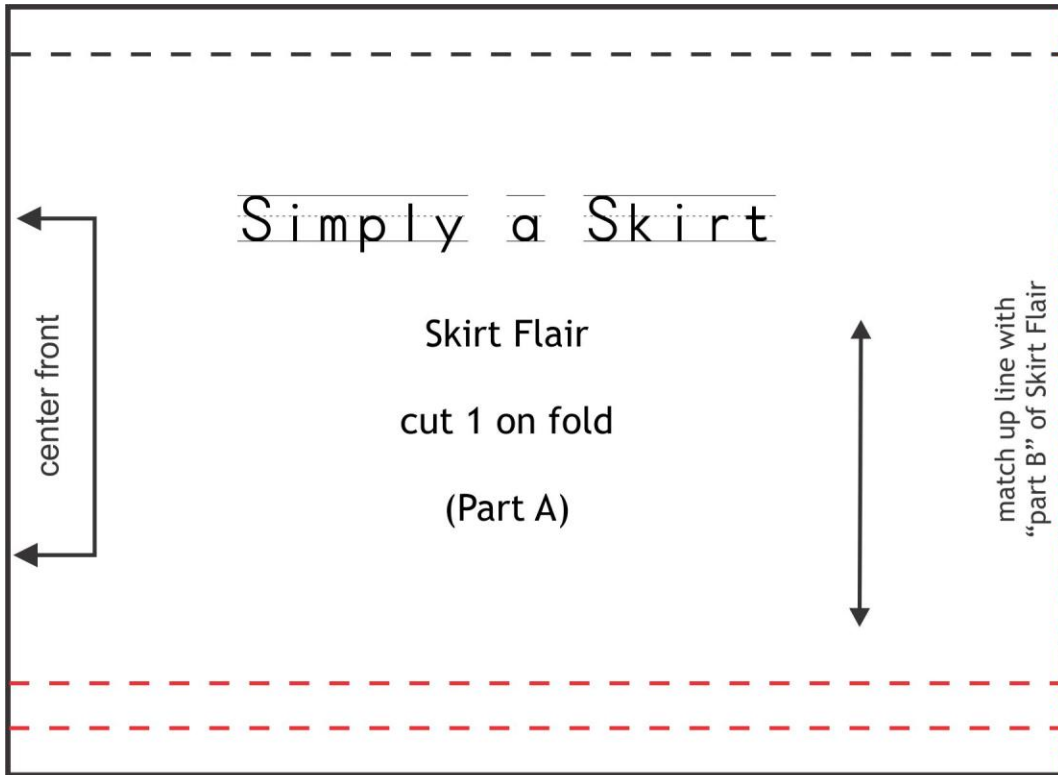 Simply a Skirt
center front
Skirt Flair
cut 1 on fold
(Part A)
match up line with
“part B” of Skirt Flair